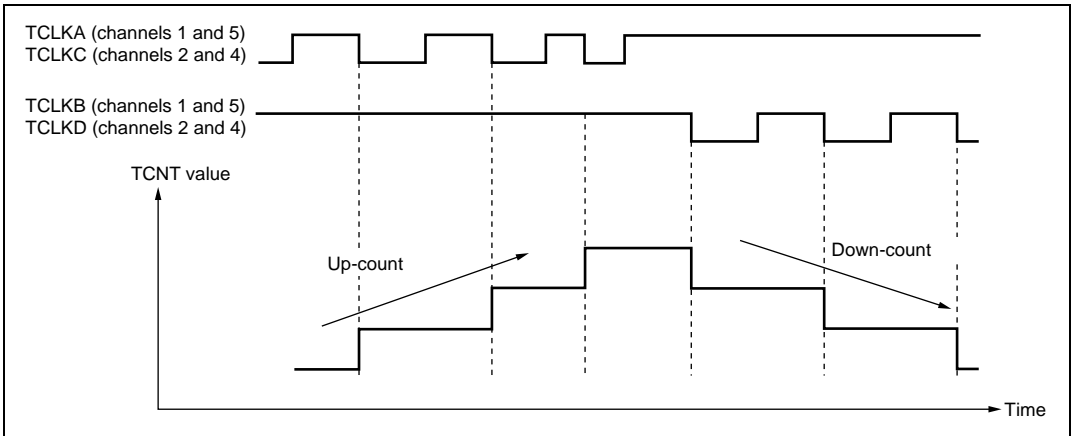 TCLKA (channels 1 and 5)
TCLKC (channels 2 and 4)
TCLKB (channels 1 and 5)
TCLKD (channels 2 and 4)
TCNT value
Up-count
Down-count
Time